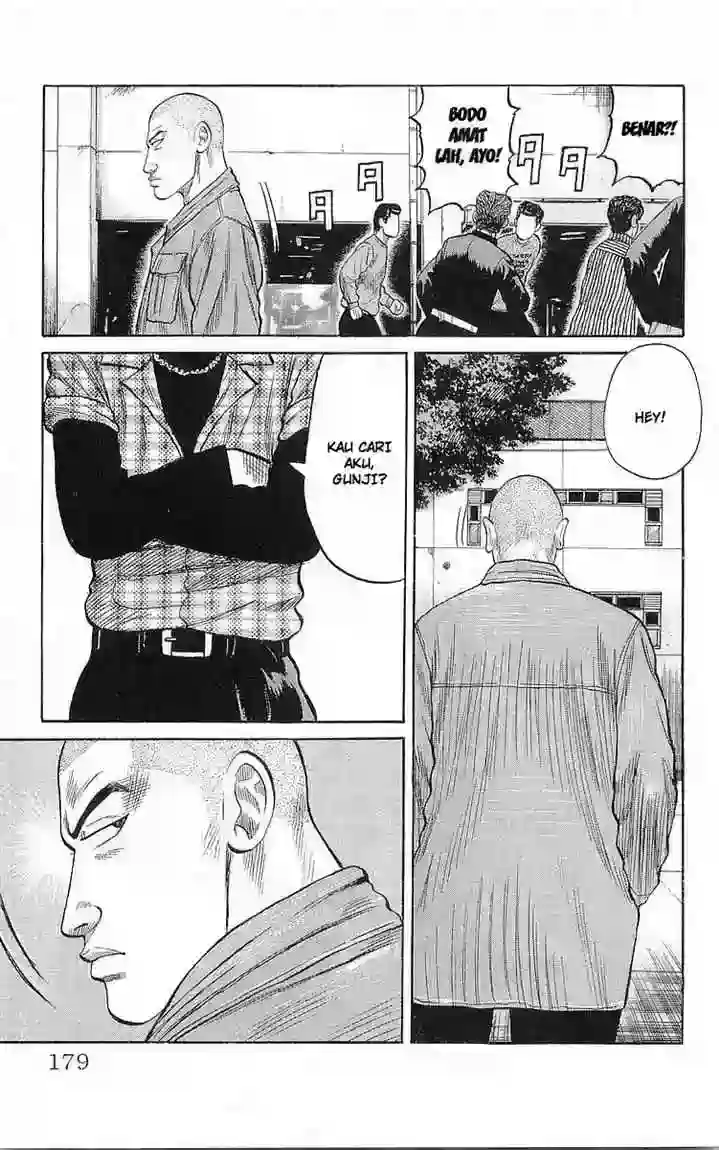 BENAR?!
BODO
AMAT
LAH, AYO!
HEY!
KAU CARI
AKU,
GUNJI?
179